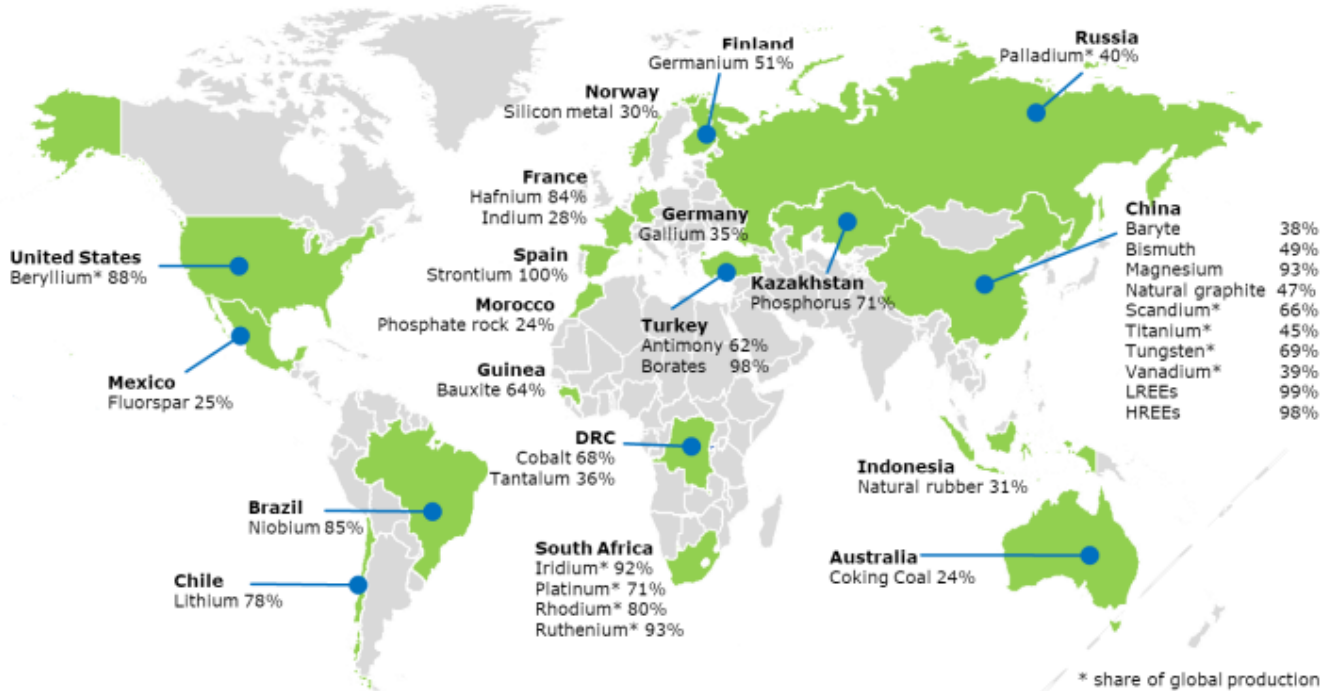 Finland
Germanium 51%
Russia
Palladium* 40%
Norway
Silicon metal 30%
France
Hafnium 84%
Indium 28%
Germany
Gallium 35%
China
Baryte 38%
Bismuth 49%
Magnesium 93%
Natural graphite 47%
Scandium* 66%
Titanium* 45%
Tungsten* 69%
Vanadium* 39%
LREEs 99%
HREEs 98%
United States
Beryllium* 88%
Spain
Strontium 100%
Kazakhstan
Phosphorus 71%
Morocco
Phosphate rock 24%
Turkey
Antimony 62%
Borates 98%
Mexico
Fluorspar 25%
Guinea
Bauxite 64%
DRC
Cobalt 68%
Tantalum 36%
Indonesia
Natural rubber 31%
Brazil
Niobium 85%
South Africa
Iridium* 92%
Platinum* 71%
Rhodium* 80%
Ruthenium* 93%
Australia
Coking Coal 24%
Chile
Lithium 78%
* share of global production